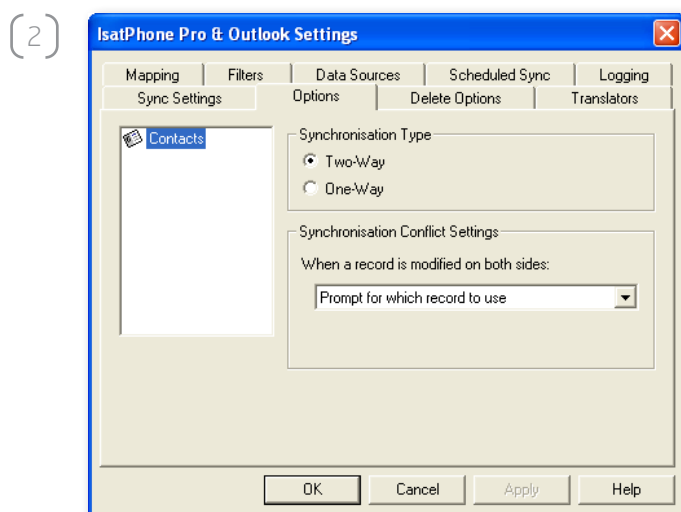 (2)
IsatPhone Pro & Outlook Settings
Mapping Filters Data Sources Scheduled Sync Logging
Sync Settings Options Delete Options Translators
Contacts
Synchronisation Type
Two-Way
One-Way
Synchronisation Conflict Settings
When a record is modified on both sides:
Prompt for which record to use
OK Cancel Apply Help